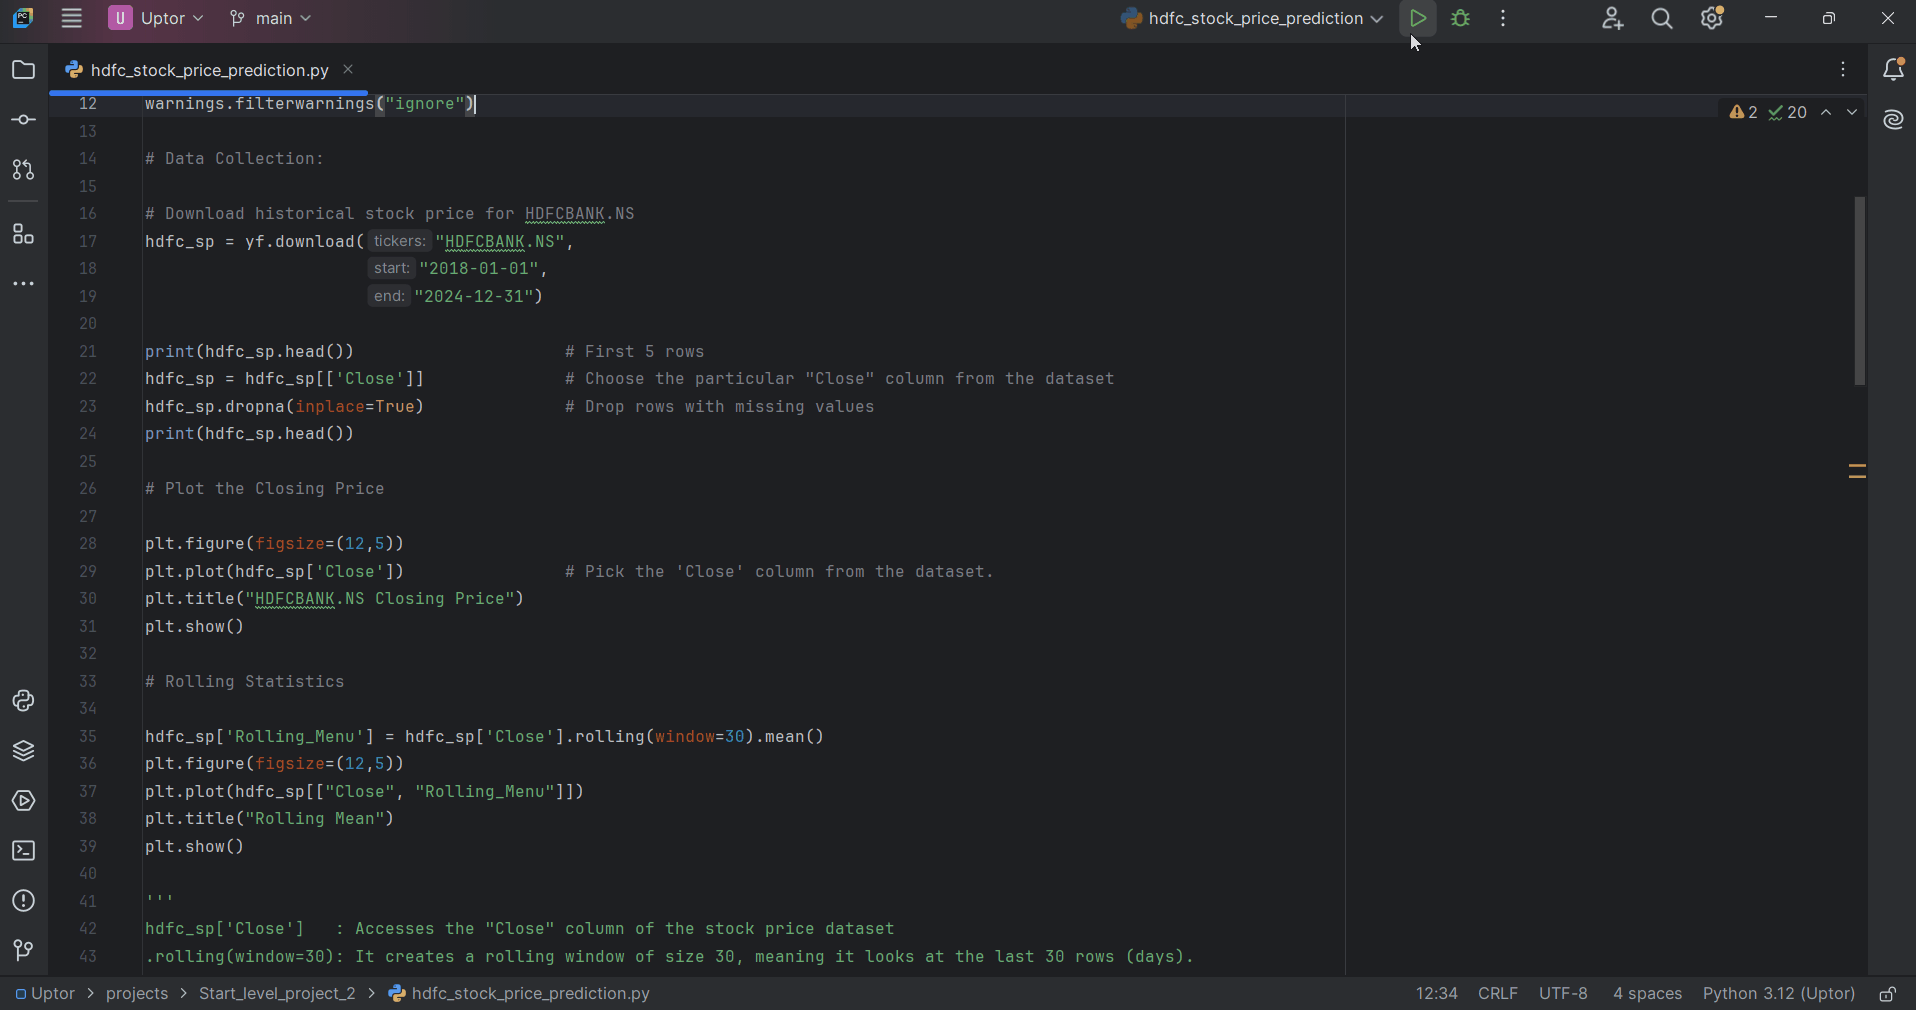 PC
U Uptor main hdfc_stock_price_prediction
hdfc_stock_price_prediction.py
12 warnings.filterwarnings("ignore")
2 20
13
14 # Data Collection:
15
16 # Download historical stock price for HDFCBANK.NS
17 hdfc_sp = yf.download( tickers: "HDFCBANK.NS",
18 start: "2018-01-01",
19 end: "2024-12-31")
20
21 print(hdfc_sp.head()) # First 5 rows
22 hdfc_sp = hdfc_sp[['Close']] # Choose the particular "Close" column from the dataset
23 hdfc_sp.dropna(inplace=True) # Drop rows with missing values
24 print(hdfc_sp.head())
25
26 # Plot the Closing Price
27
28 plt.figure(figsize=(12,5))
29 plt.plot(hdfc_sp['Close']) # Pick the 'Close' column from the dataset.
30 plt.title("HDFCBANK.NS Closing Price")
31 plt.show()
32
33 # Rolling Statistics
34
35 hdfc_sp['Rolling_Menu'] = hdfc_sp['Close'].rolling(window=30).mean()
36 plt.figure(figsize=(12,5))
37 plt.plot(hdfc_sp[["Close", "Rolling_Menu"]])
38 plt.title("Rolling Mean")
39 plt.show()
40
41 '''
42 hdfc_sp['Close'] : Accesses the "Close" column of the stock price dataset
43 .rolling(window=30): It creates a rolling window of size 30, meaning it looks at the last 30 rows (days).
Uptor > projects > Start_level_project_2 > hdfc_stock_price_prediction.py 12:34 CRLF UTF-8 4 spaces Python 3.12 (Uptor)